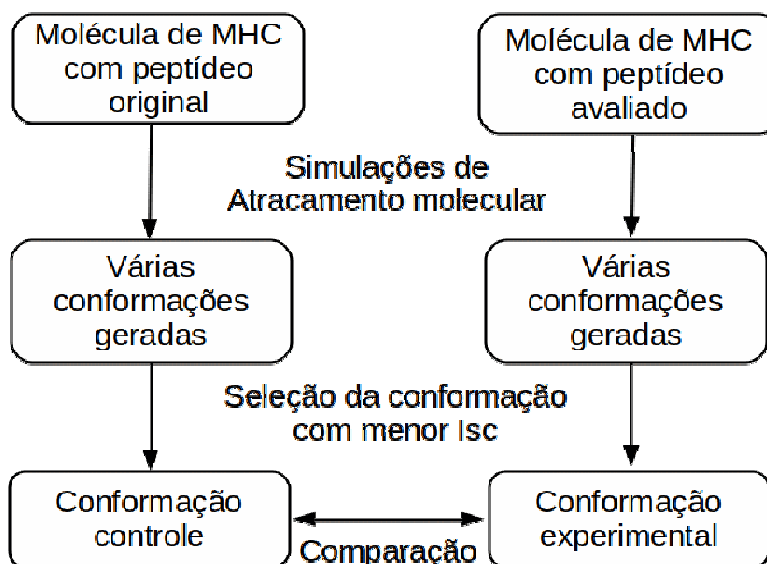 Molécula de MHC
com peptídeo
original
Molécula de MHC
com peptídeo
avaliado
Simulações de
Atracamento molecular
Várias
conformações
geradas
Várias
conformações
geradas
Seleção da conformação
com menor Isc
Conformação
controle
Conformação
experimental
Comparação